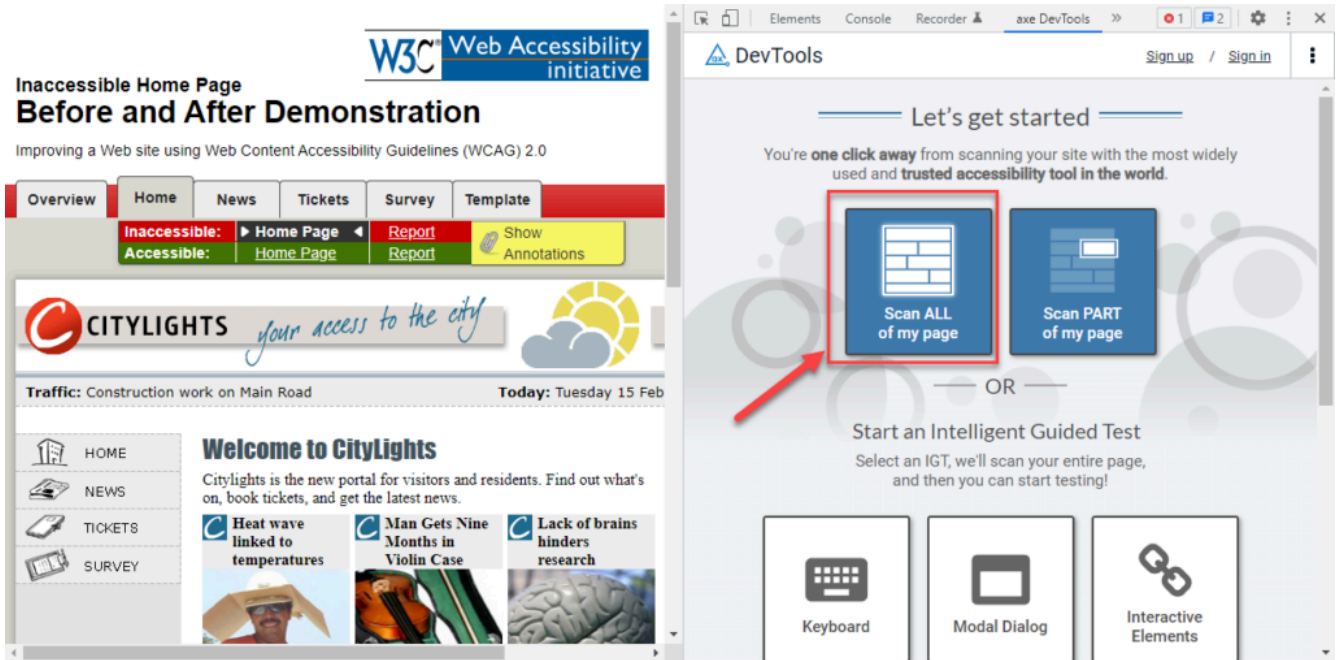 W3C® Web Accessibility
initiative
Inaccessible Home Page
Before and After Demonstration
Improving a Web site using Web Content Accessibility Guidelines (WCAG) 2.0
Overview Home News Tickets Survey Template
Inaccessible: Home Page Report
Accessible: Home Page Report
Show
Annotations
CITYLIGHTS your access to the city
Traffic: Construction work on Main Road Today: Tuesday 15 Feb
HOME
NEWS
TICKETS
SURVEY
Welcome to CityLights
Citylights is the new portal for visitors and residents. Find out what's
on, book tickets, and get the latest news.
Heat wave
linked to
temperatures
Man Gets Nine
Months in
Violin Case
Lack of brains
hinders
research
Elements Console Recorder axe DevTools » 1 2
ax DevTools Sign up / Sign in
Let's get started
You're one click away from scanning your site with the most widely
used and trusted accessibility tool in the world.
Scan ALL
of my page
Scan PART
of my page
OR
Start an Intelligent Guided Test
Select an IGT, we'll scan your entire page,
and then you can start testing!
Keyboard
Modal Dialog
Interactive
Elements